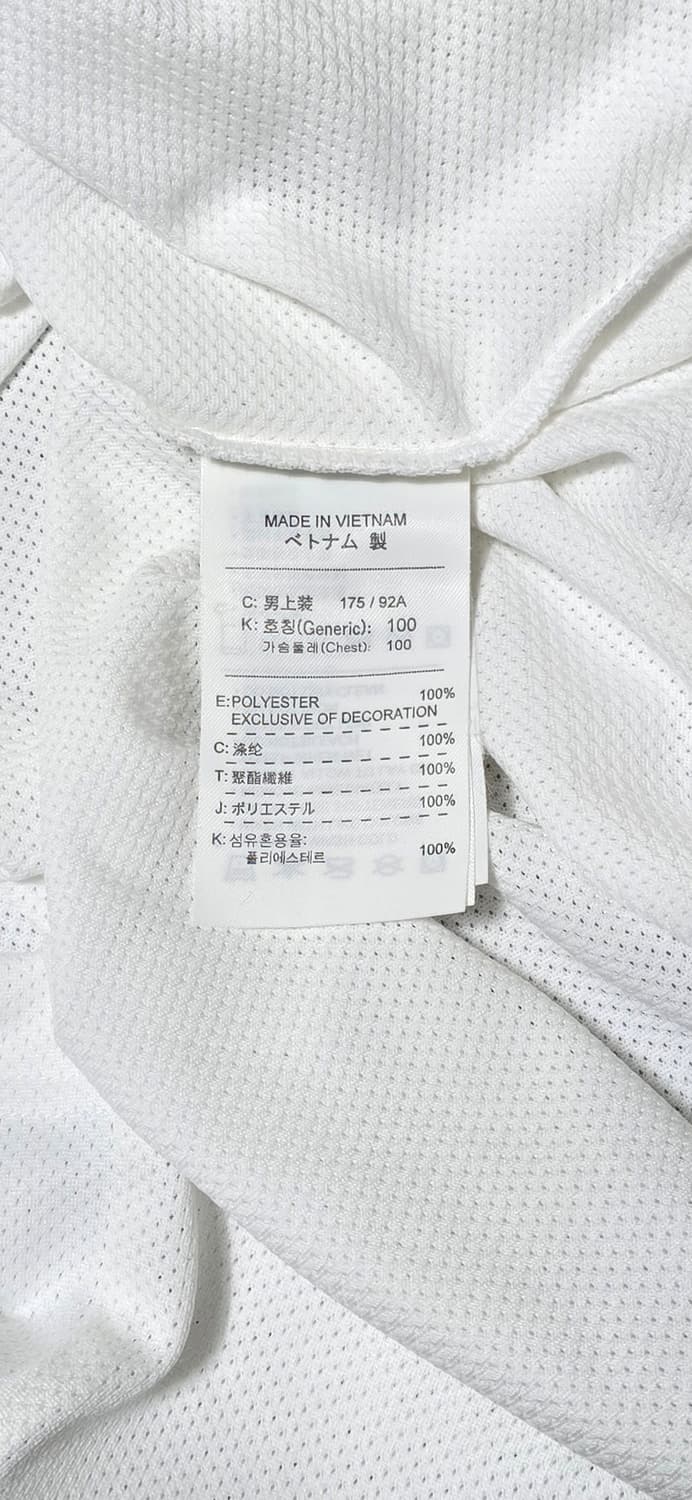 MADE IN VIETNAM
ベトナム 製
C: 男上装 175 / 92A
K: 호칭(Generic): 100
가슴둘레(Chest): 100
E:POLYESTER 100%
EXCLUSIVE OF DECORATION
C: 涤纶 100%
T: 聚酯纖維 100%
J: ポリエステル 100%
K: 섬유혼용율:
폴리에스테르 100%